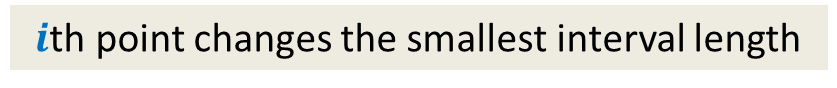 ith point changes the smallest interval length